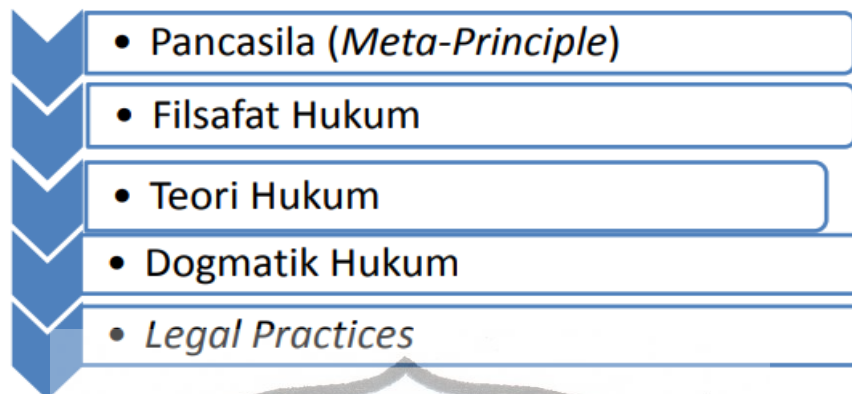 • Pancasila (Meta-Principle)
• Filsafat Hukum
• Teori Hukum
• Dogmatik Hukum
• Legal Practices